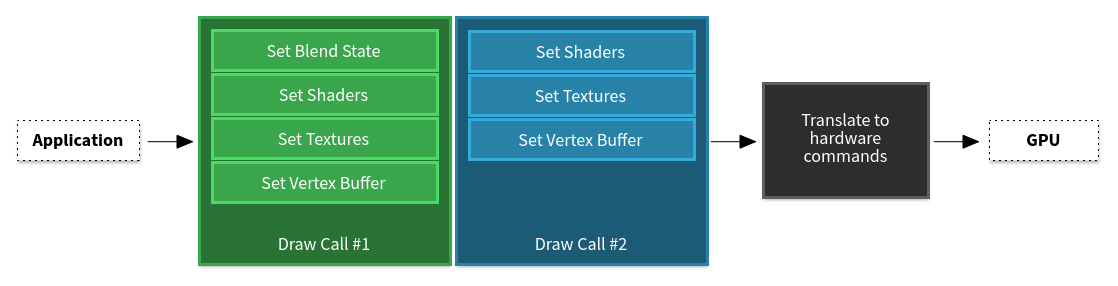 Application
Set Blend State
Set Shaders
Set Textures
Set Vertex Buffer
Draw Call #1
Set Shaders
Set Textures
Set Vertex Buffer
Draw Call #2
Translate to
hardware
commands
GPU